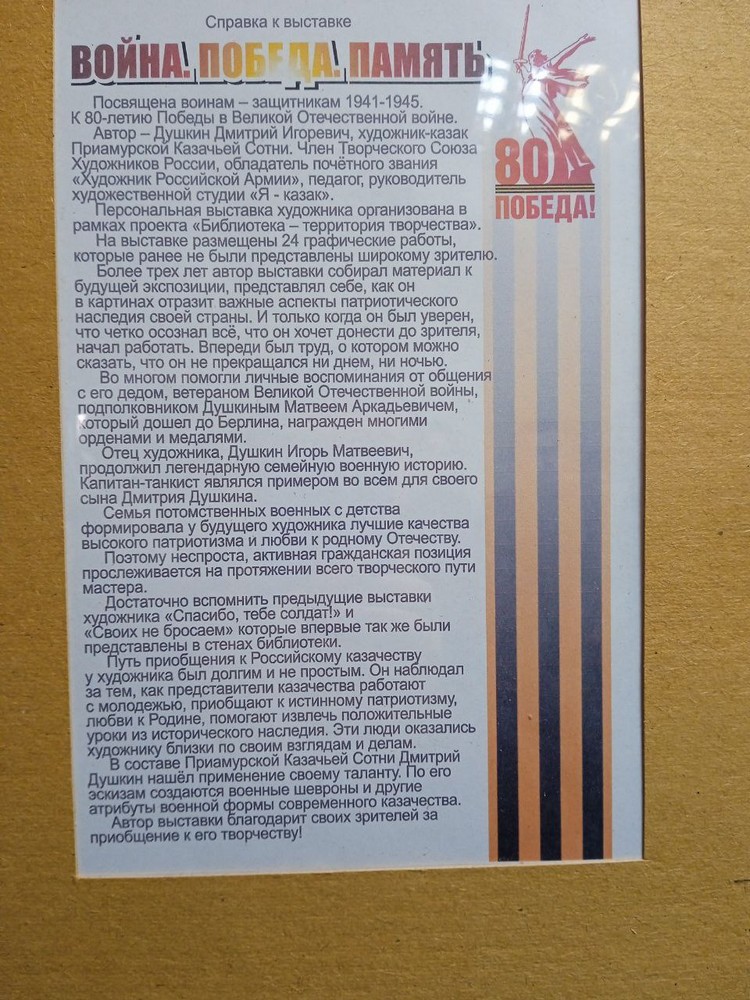 Справка к выставке
ВОЙНА! ПОБЕДА! ПАМЯТЬ
Посвящена воинам – защитникам 1941-1945.
К 80-летию Победы в Великой Отечественной войне.
Автор – Душкин Дмитрий Игоревич, художник-казак
Приамурской Казачьей Сотни. Член Творческого Союза
Художников России, обладатель почётного звания
«Художник Российской Армии», педагог, руководитель
художественной студии «Я - казак».
Персональная выставка художника организована в
рамках проекта «Библиотека – территория творчества».
На выставке размещены 24 графические работы,
которые ранее не были представлены широкому зрителю.
Более трех лет автор выставки собирал материал к
будущей экспозиции, представлял себе, как он
в картинах отразит важные аспекты патриотического
наследия своей страны. И только когда он был уверен,
что четко осознал всё, что он хочет донести до зрителя,
начал работать. Впереди был труд, о котором можно
сказать, что он не прекращался ни днем, ни ночью.
Во многом помогли личные воспоминания от общения
с его дедом, ветераном Великой Отечественной войны,
подполковником Душкиным Матвеем Аркадьевичем,
который дошел до Берлина, награжден многими
орденами и медалями.
Отец художника, Душкин Игорь Матвеевич,
продолжил легендарную семейную военную историю.
Капитан-танкист являлся примером во всем для своего
сына Дмитрия Душкина.
Семья потомственных военных с детства
формировала у будущего художника лучшие качества
высокого патриотизма и любви к родному Отечеству.
Поэтому неспроста, активная гражданская позиция
прослеживается на протяжении всего творческого пути
мастера.
Достаточно вспомнить предыдущие выставки
художника «Спасибо, тебе солдат!» и
«Своих не бросаем» которые впервые так же были
представлены в стенах библиотеки.
Путь приобщения к Российскому казачеству
у художника был долгим и не простым. Он наблюдал
за тем, как представители казачества работают
с молодежью, приобщают к истинному патриотизму,
любви к Родине, помогают извлечь положительные
уроки из исторического наследия. Эти люди оказались
художнику близки по своим взглядам и делам.
В составе Приамурской Казачьей Сотни Дмитрий
Душкин нашёл применение своему таланту. По его
эскизам создаются военные шевроны и другие
атрибуты военной формы современного казачества.
Автор выставки благодарит своих зрителей за
приобщение к его творчеству!
80
ПОБЕДА!